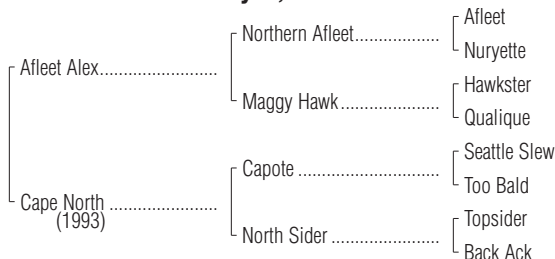 Afleet
Northern Afleet....................
Nuryette
Afleet Alex............................
Hawkster
Maggy Hawk.......................
Qualique
Seattle Slew
Capote .................................
Too Bald
Cape North .........................
(1993)
Topsider
North Sider .........................
Back Ack